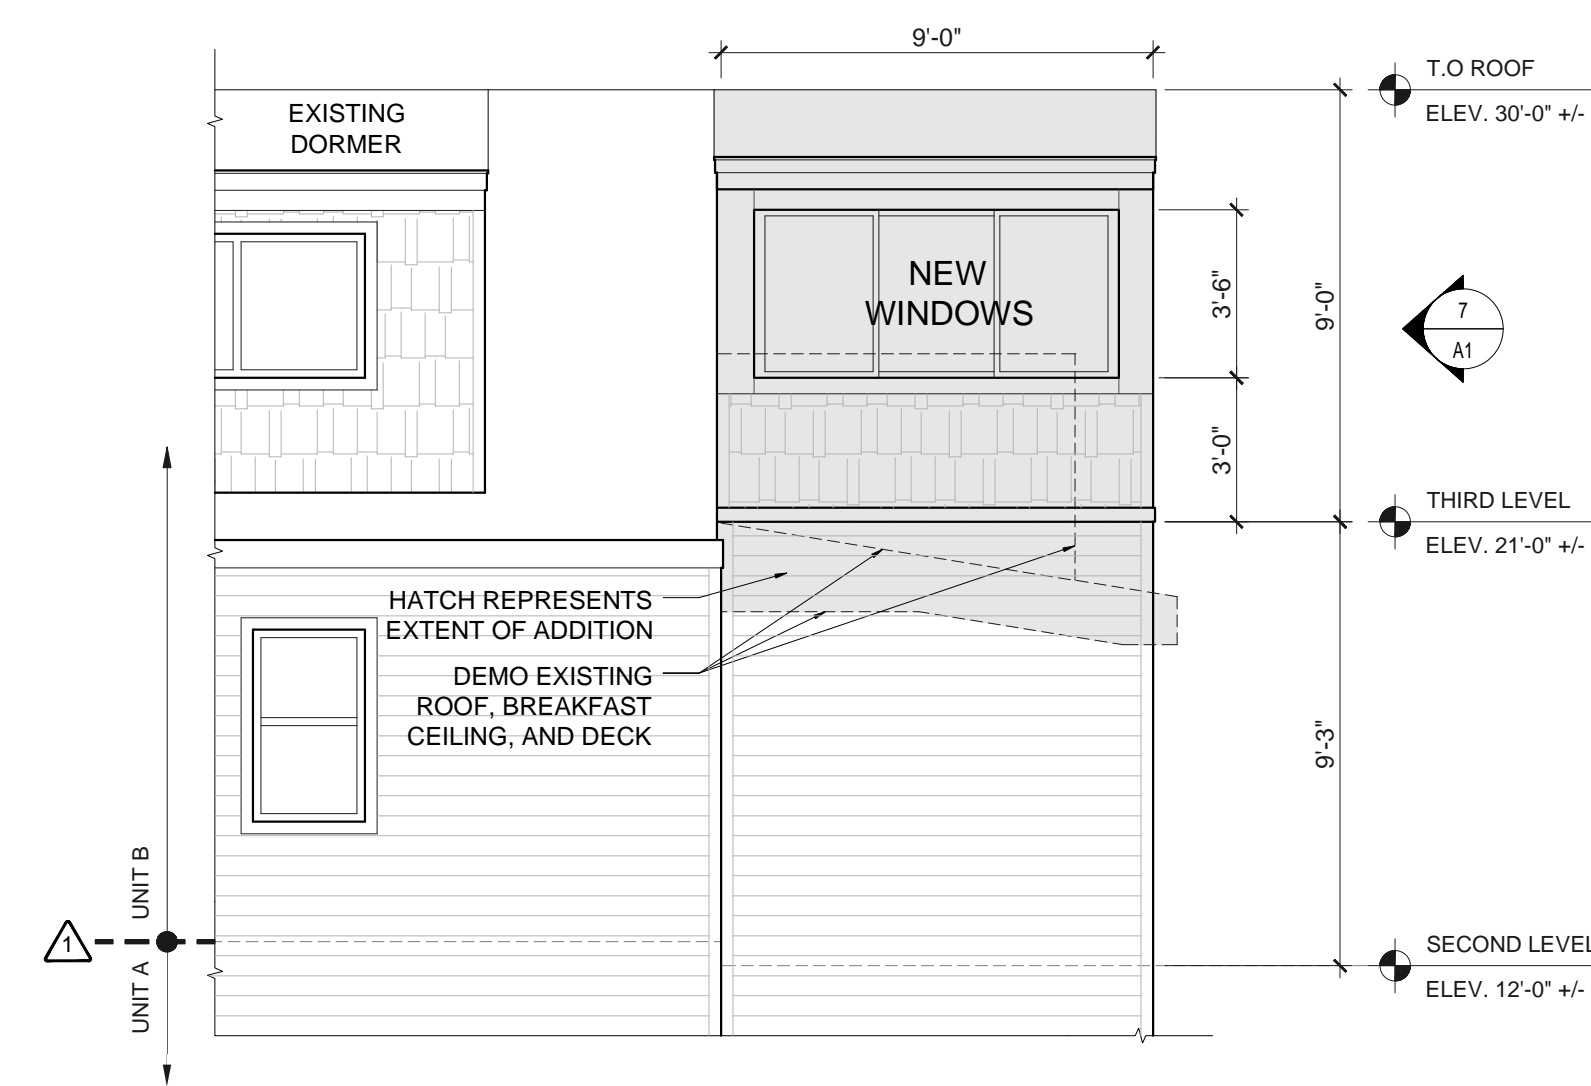 9'-0"
T.O ROOF
ELEV. 30'-0" +/-
EXISTING
DORMER
NEW
WINDOWS
3'-6"
9'-0"
7
A1
3'-0"
THIRD LEVEL
ELEV. 21'-0" +/-
HATCH REPRESENTS
EXTENT OF ADDITION
DEMO EXISTING
ROOF, BREAKFAST
CEILING, AND DECK
9'-3"
UNIT B
1
UNIT A
SECOND LEVEL
ELEV. 12'-0" +/-